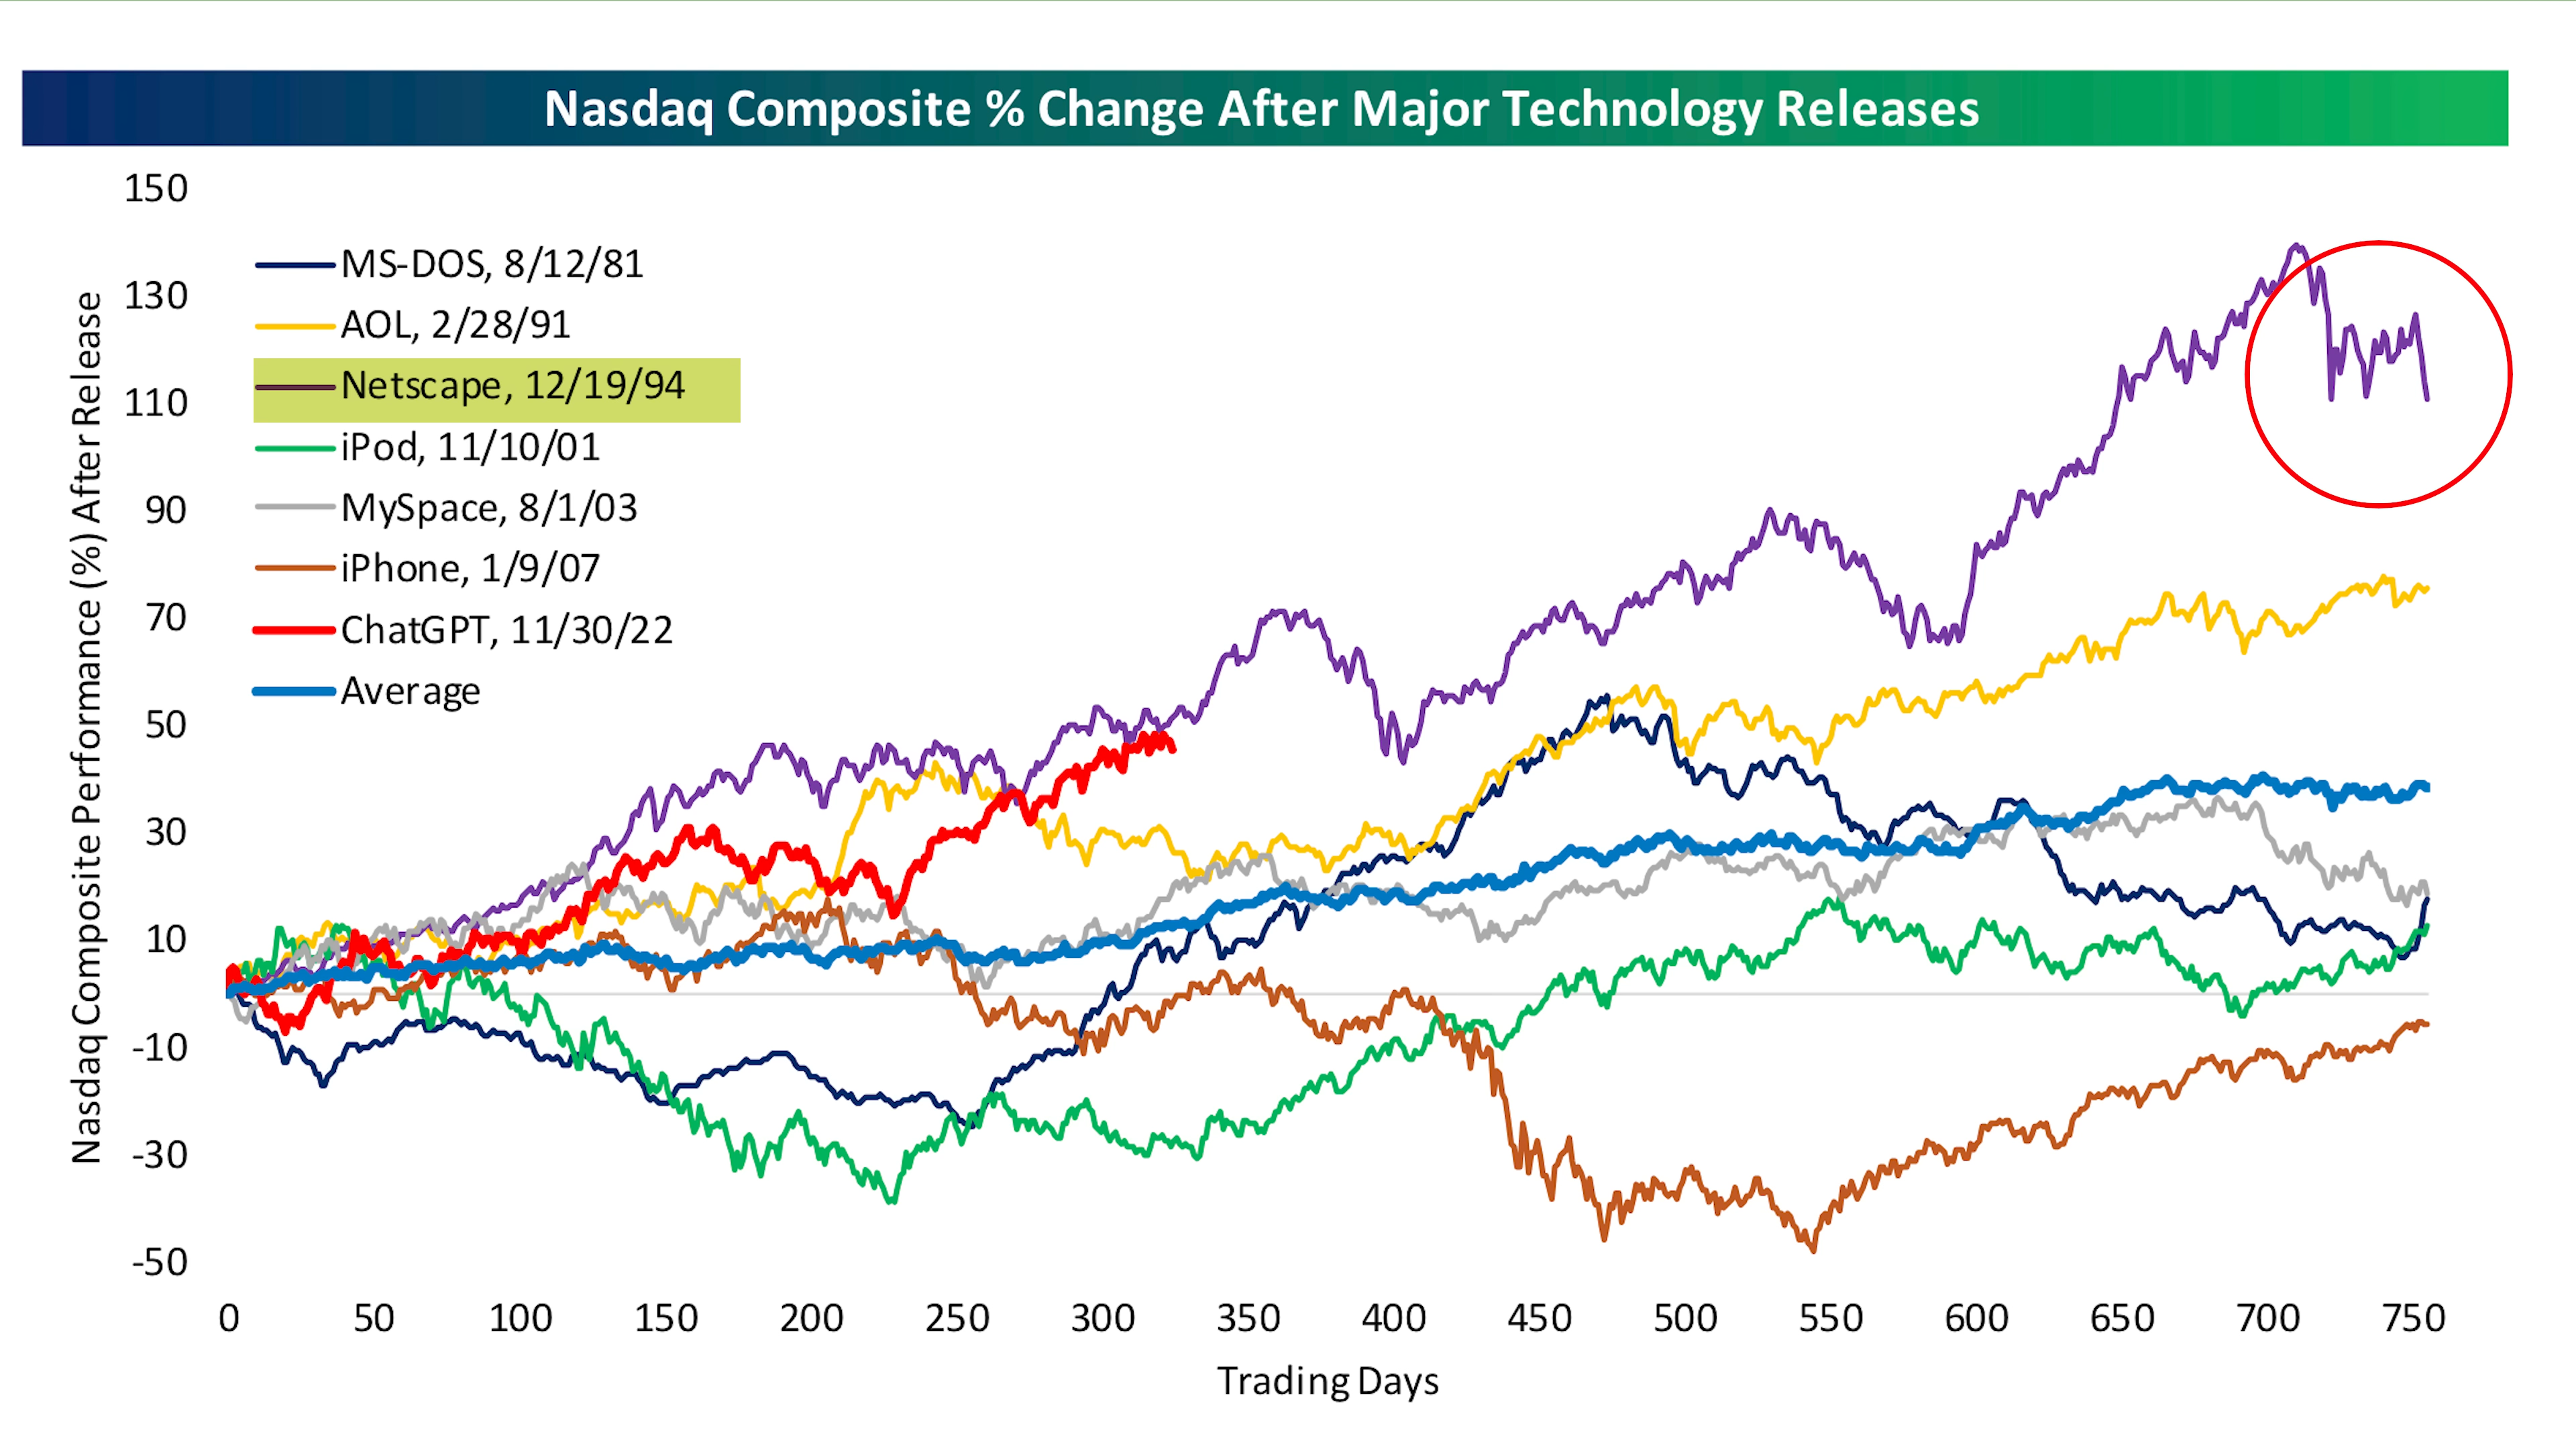 Nasdaq Composite % Change After Major Technology Releases
Nasdaq Composite Performance (%) After Release
150
130
110
90
70
50
30
10
-10
-30
-50
MS-DOS, 8/12/81
AOL, 2/28/91
Netscape, 12/19/94
iPod, 11/10/01
MySpace, 8/1/03
iPhone, 1/9/07
ChatGPT, 11/30/22
Average
0 50 100 150 200 250 300 350 400 450 500 550 600 650 700 750
Trading Days